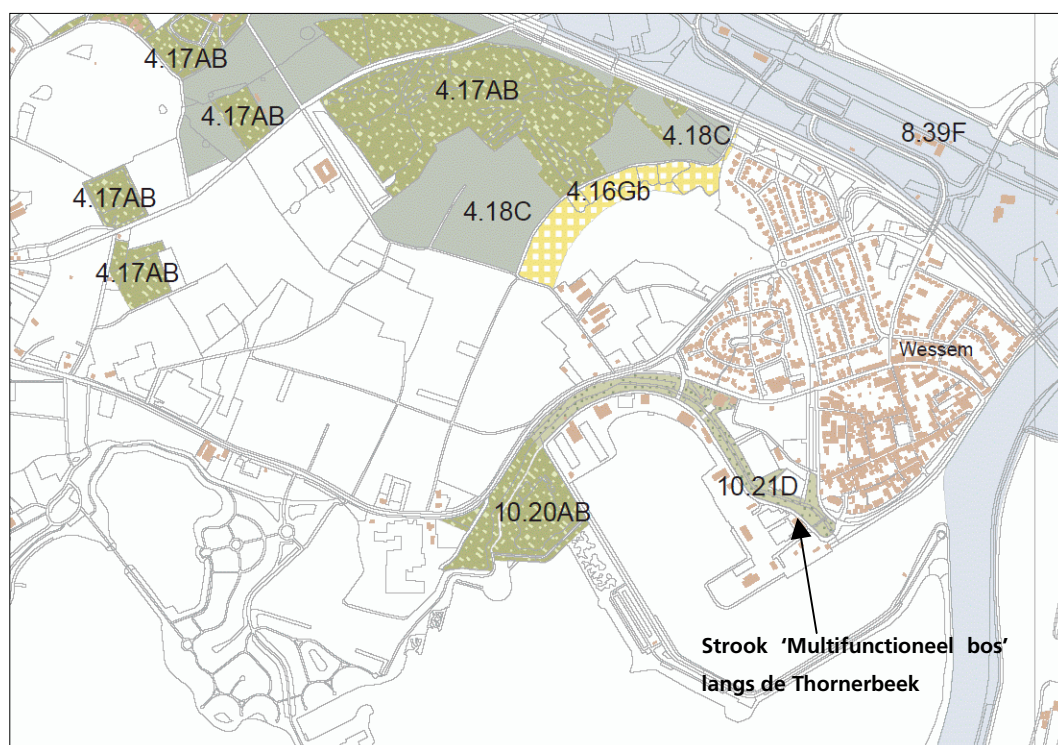 4.17AB
4.17AB
4.17AB
4.18C
8.39F
4.17AB
4.16Gb
4.18C
4.17AB
Wessem
10.21D
10.20AB
Strook ‘Multifunctioneel bos’
langs de Thornerbeek